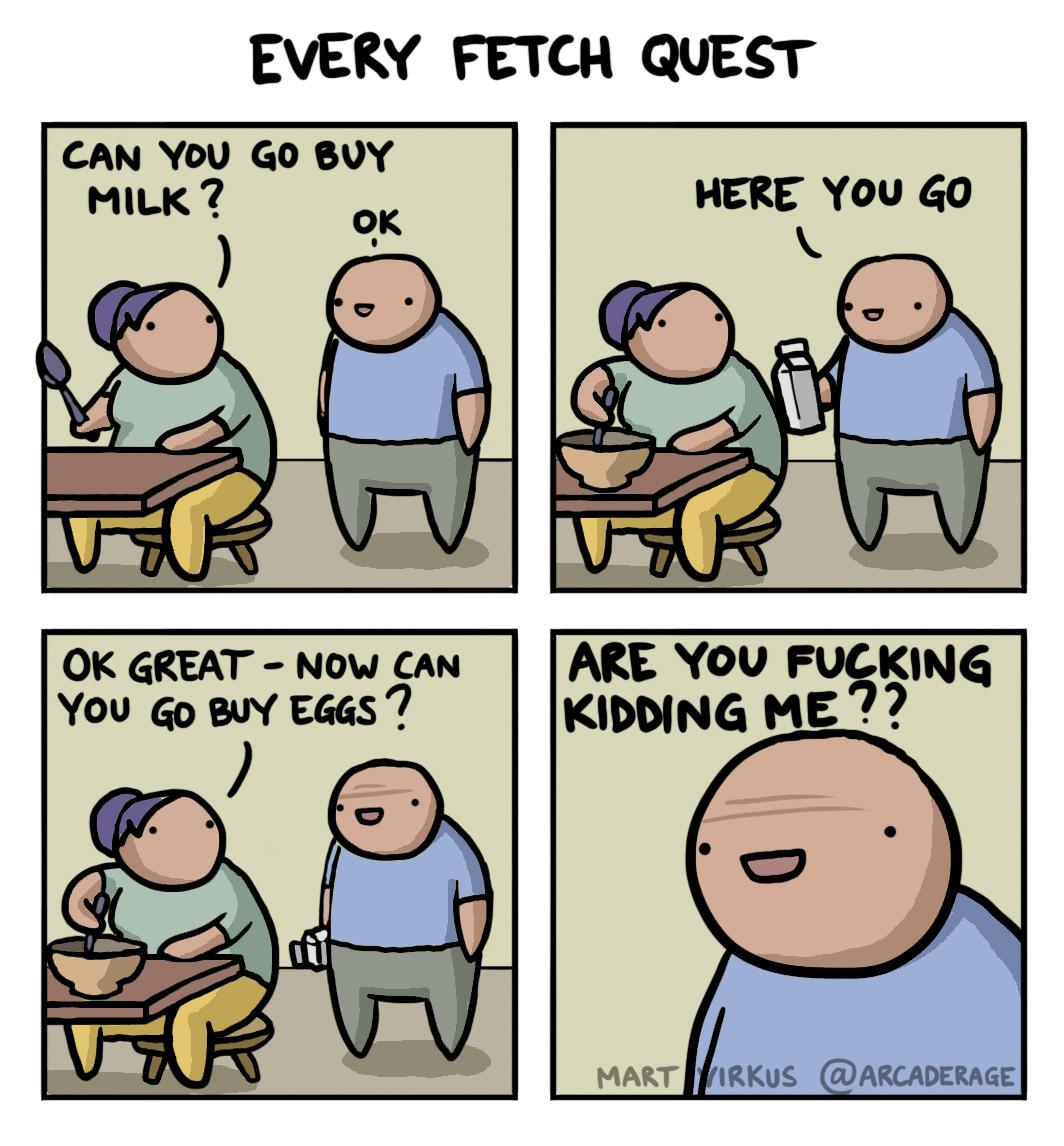 EVERY FETCH QUEST
CAN YOU GO BUY
MILK?
OK
HERE YOU GO
OK GREAT - NOW CAN
YOU GO BUY EGGS?
ARE YOU FUCKING
KIDDING ME??
MART VIRKUS @ARCADERAGE